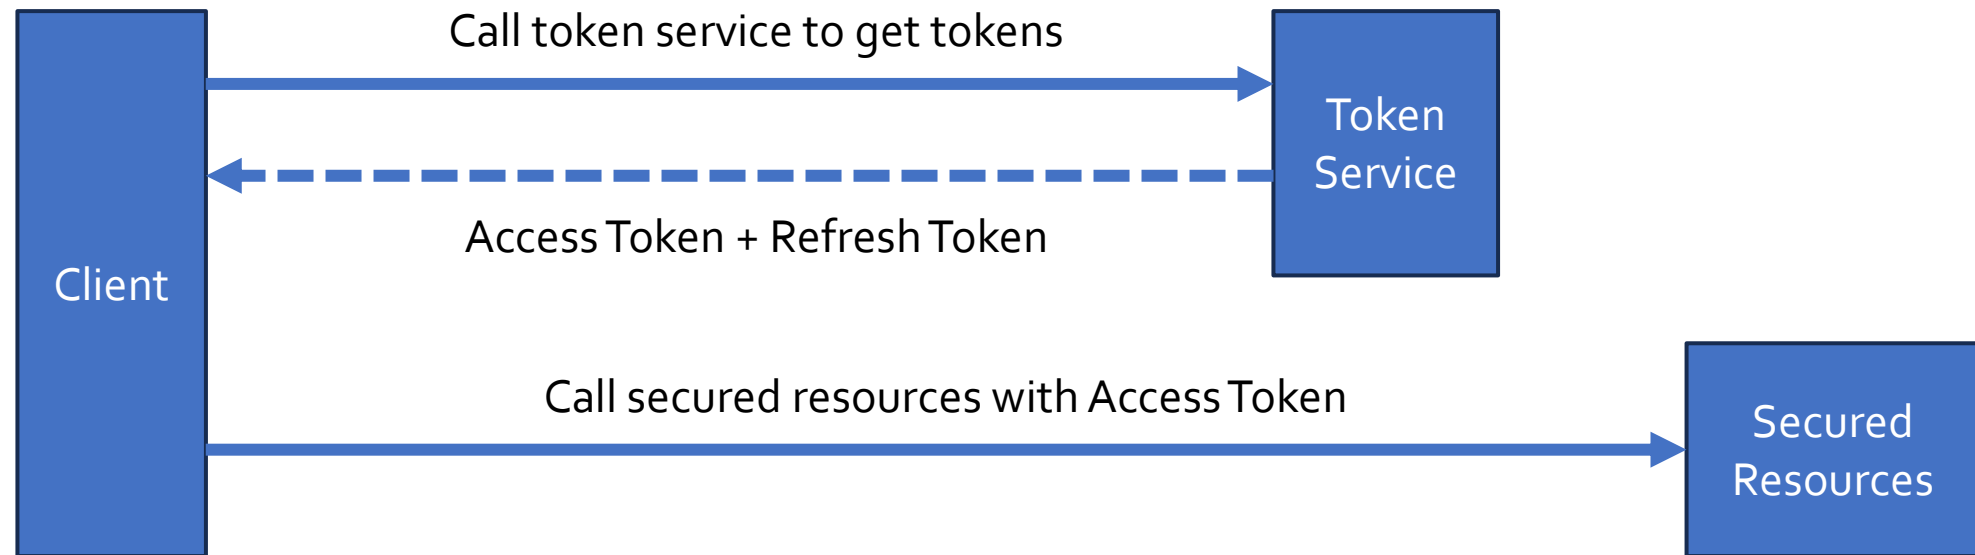 Call token service to get tokens
Token
Service
Access Token + Refresh Token
Client
Call secured resources with Access Token
Secured
Resources